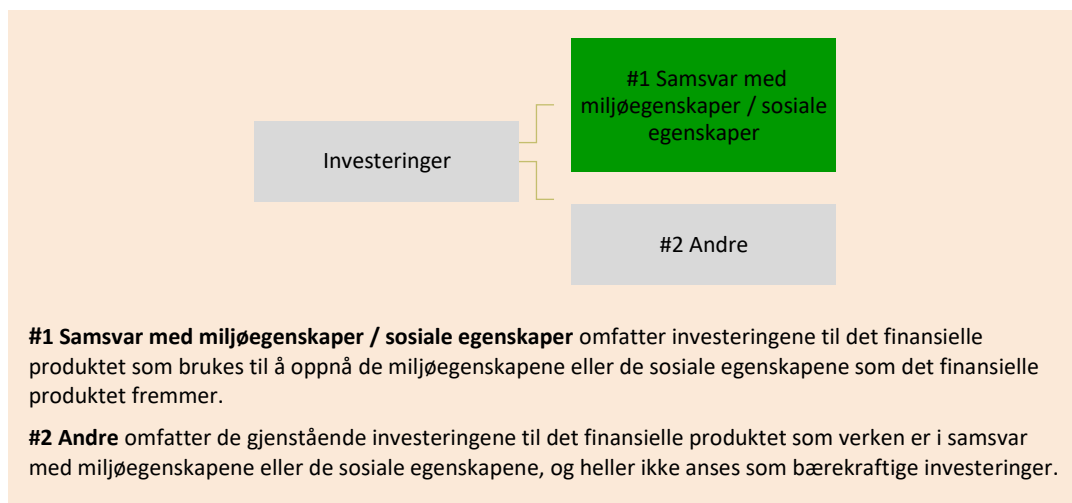 #1 Samsvar med
miljøegenskaper / sosiale
egenskaper
Investeringer
#2 Andre
#1 Samsvar med miljøegenskaper / sosiale egenskaper omfatter investeringene til det finansielle
produktet som brukes til å oppnå de miljøegenskapene eller de sosiale egenskapene som det finansielle
produktet fremmer.
#2 Andre omfatter de gjenstående investeringene til det finansielle produktet som verken er i samsvar
med miljøegenskapene eller de sosiale egenskapene, og heller ikke anses som bærekraftige investeringer.